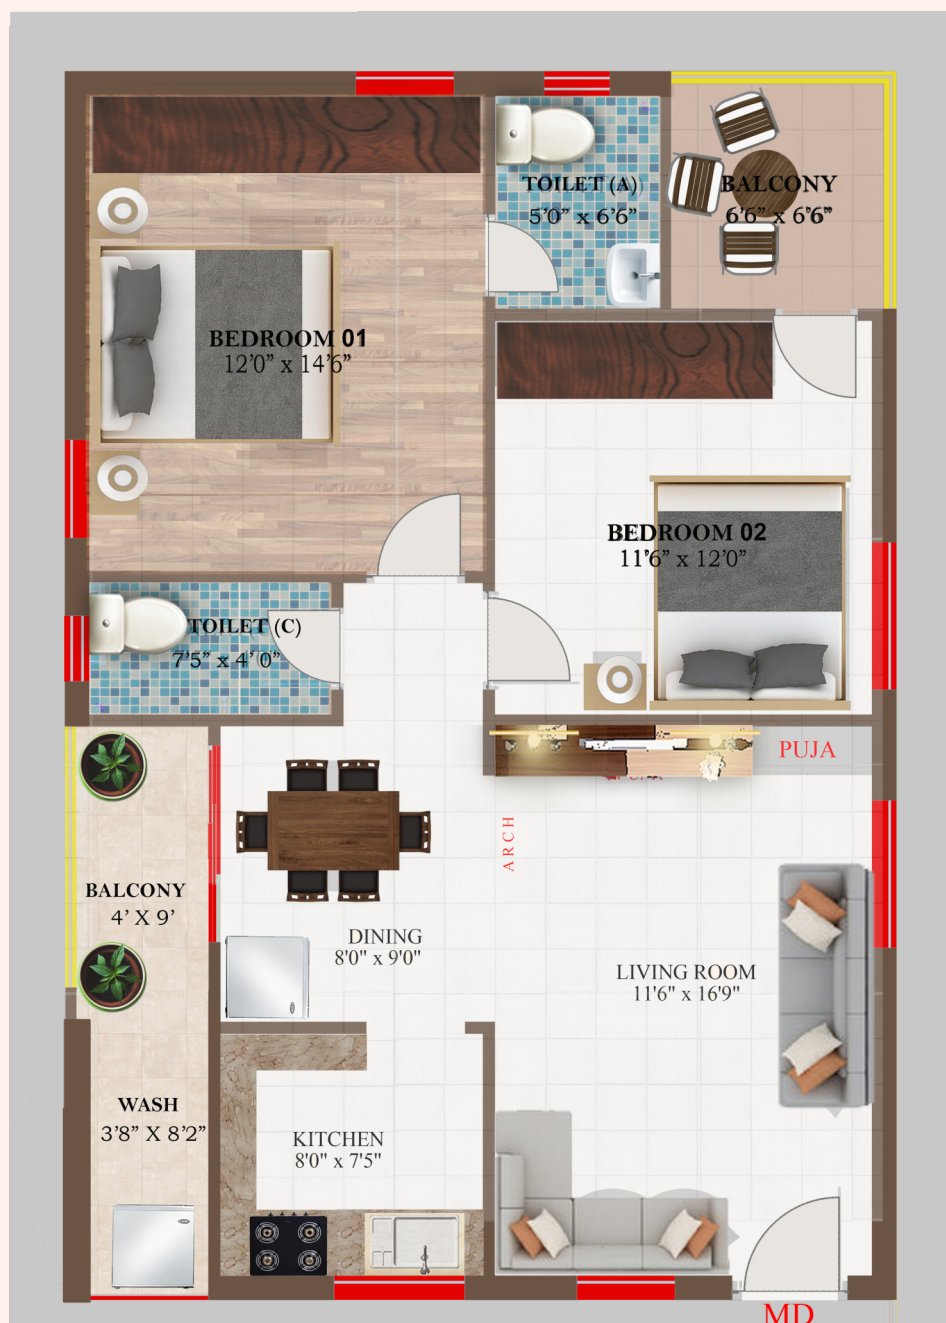 TOILET (A)
5'0” x 6'6”
BALCONY
6'6” x 6'6”
BEDROOM 01
12'0” x 14'6”
BEDROOM 02
11'6” x 12'0”
TOILET (C)
7'5” x 4' 0”
PUJA
ARCH
BALCONY
4’ X 9’
DINING
8'0" x 9'0"
LIVING ROOM
11'6" x 16'9"
WASH
3’8” X 8’2”
KITCHEN
8'0" x 7'5"
MD